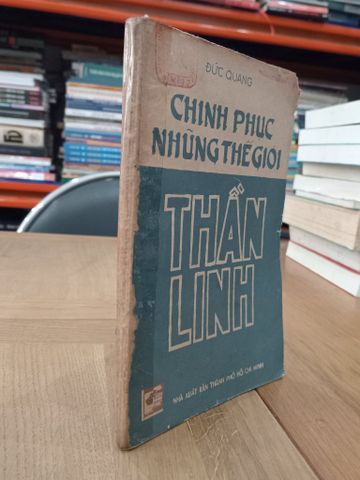 ĐỨC QUANG
CHINH PHỤC
NHỮNG THẾ GIỚI
THẦN
LINH
NHÀ XUẤT BẢN THÀNH PHỐ HỒ CHÍ MINH